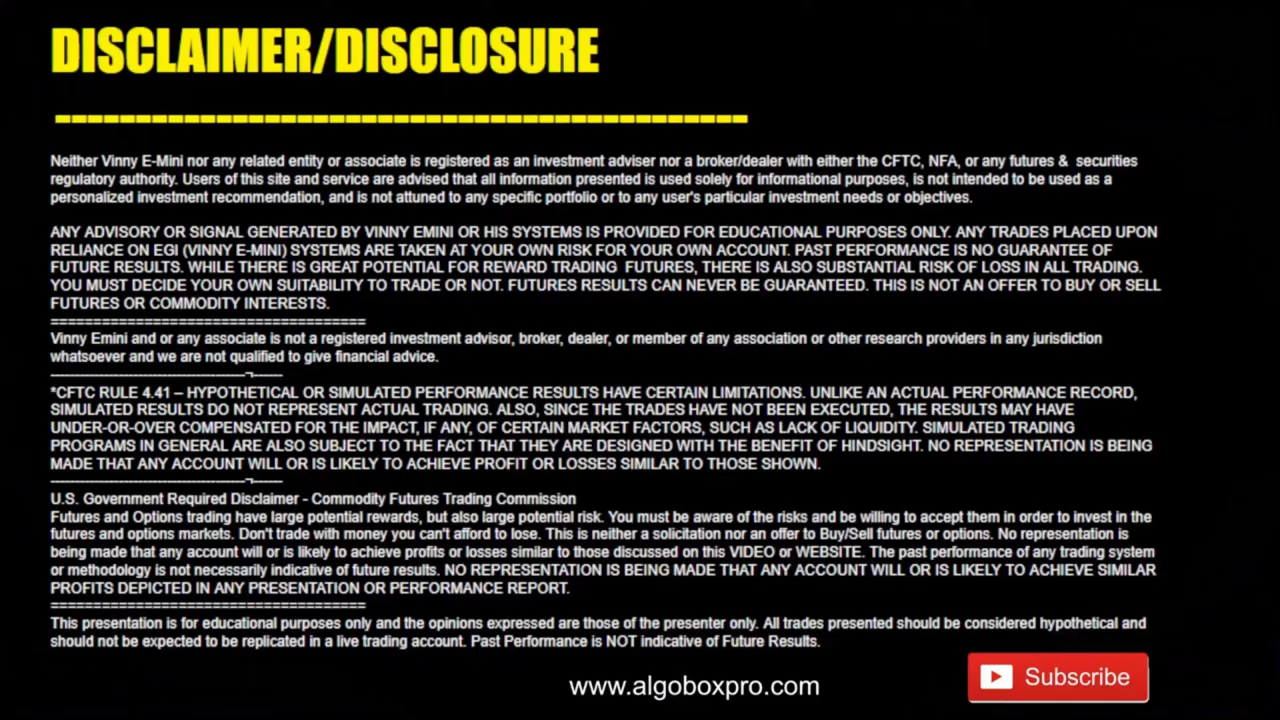 DISCLAIMER/DISCLOSURE
Neither Vinny E-Mini nor any related entity or associate is registered as an investment adviser nor a broker/dealer with either the CFTC, NFA, or any futures & securities
regulatory authority. Users of this site and service are advised that all information presented is used solely for informational purposes, is not intended to be used as a
personalized investment recommendation, and is not attuned to any specific portfolio or to any user's particular investment needs or objectives.
ANY ADVISORY OR SIGNAL GENERATED BY VINNY EMINI OR HIS SYSTEMS IS PROVIDED FOR EDUCATIONAL PURPOSES ONLY. ANY TRADES PLACED UPON
RELIANCE ON EGI (VINNY E-MINI) SYSTEMS ARE TAKEN AT YOUR OWN RISK FOR YOUR OWN ACCOUNT. PAST PERFORMANCE IS NO GUARANTEE OF
FUTURE RESULTS. WHILE THERE IS GREAT POTENTIAL FOR REWARD TRADING FUTURES, THERE IS ALSO SUBSTANTIAL RISK OF LOSS IN ALL TRADING.
YOU MUST DECIDE YOUR OWN SUITABILITY TO TRADE OR NOT. FUTURES RESULTS CAN NEVER BE GUARANTEED. THIS IS NOT AN OFFER TO BUY OR SELL
FUTURES OR COMMODITY INTERESTS.
=====================================
Vinny Emini and or any associate is not a registered investment advisor, broker, dealer, or member of any association or other research providers in any jurisdiction
whatsoever and we are not qualified to give financial advice.
-----------------------------------------------¬-------
*CFTC RULE 4.41 – HYPOTHETICAL OR SIMULATED PERFORMANCE RESULTS HAVE CERTAIN LIMITATIONS. UNLIKE AN ACTUAL PERFORMANCE RECORD,
SIMULATED RESULTS DO NOT REPRESENT ACTUAL TRADING. ALSO, SINCE THE TRADES HAVE NOT BEEN EXECUTED, THE RESULTS MAY HAVE
UNDER-OR-OVER COMPENSATED FOR THE IMPACT, IF ANY, OF CERTAIN MARKET FACTORS, SUCH AS LACK OF LIQUIDITY. SIMULATED TRADING
PROGRAMS IN GENERAL ARE ALSO SUBJECT TO THE FACT THAT THEY ARE DESIGNED WITH THE BENEFIT OF HINDSIGHT. NO REPRESENTATION IS BEING
MADE THAT ANY ACCOUNT WILL OR IS LIKELY TO ACHIEVE PROFIT OR LOSSES SIMILAR TO THOSE SHOWN.
-----------------------------------------------¬-------
U.S. Government Required Disclaimer - Commodity Futures Trading Commission
Futures and Options trading have large potential rewards, but also large potential risk. You must be aware of the risks and be willing to accept them in order to invest in the
futures and options markets. Don't trade with money you can't afford to lose. This is neither a solicitation nor an offer to Buy/Sell futures or options. No representation is
being made that any account will or is likely to achieve profits or losses similar to those discussed on this VIDEO or WEBSITE. The past performance of any trading system
or methodology is not necessarily indicative of future results. NO REPRESENTATION IS BEING MADE THAT ANY ACCOUNT WILL OR IS LIKELY TO ACHIEVE SIMILAR
PROFITS DEPICTED IN ANY PRESENTATION OR PERFORMANCE REPORT.
=====================================
This presentation is for educational purposes only and the opinions expressed are those of the presenter only. All trades presented should be considered hypothetical and
should not be expected to be replicated in a live trading account. Past Performance is NOT indicative of Future Results.
www.algoboxpro.com
Subscribe